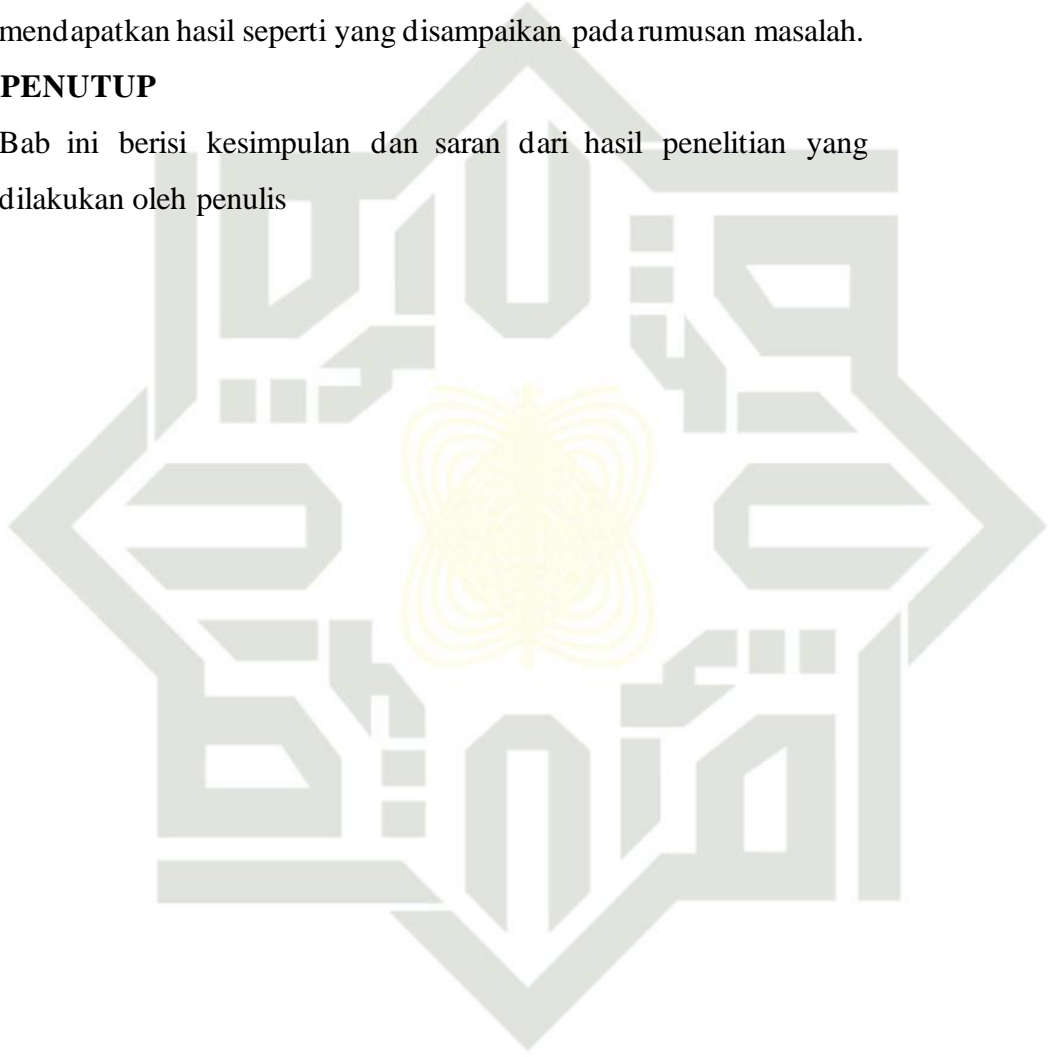 mendapatkan hasil seperti yang disampaikan pada rumusan masalah.
PENUTUP
Bab ini berisi kesimpulan dan saran dari hasil penelitian yang
dilakukan oleh penulis